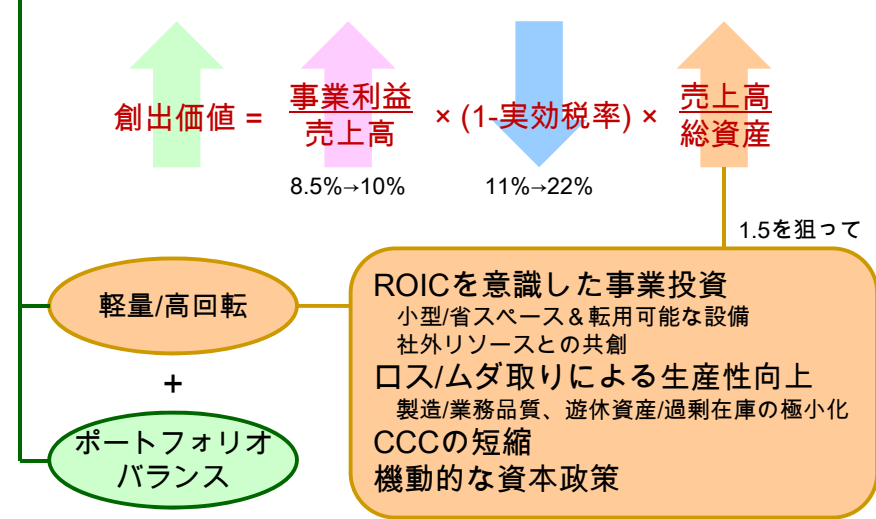 創出価値 = 事業利益/売上高 × (1-実効税率) × 売上高/総資産
8.5%→10%
11%→22%
1.5を狙って
軽量/高回転
+
ポートフォリオ
バランス
ROICを意識した事業投資
小型/省スペース＆転用可能な設備
社外リソースとの共創
ロス/ムダ取りによる生産性向上
製造/業務品質、遊休資産/過剰在庫の極小化
CCCの短縮
機動的な資本政策